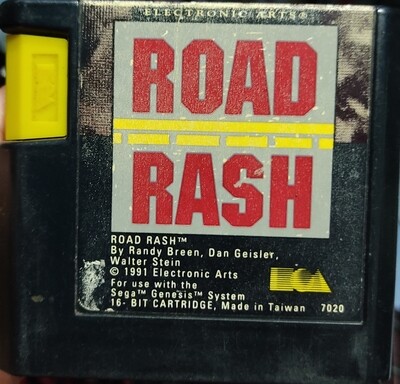 ELECTRONIC ARTS®
ROAD
RASH
ROAD RASH™
By Randy Breen, Dan Geisler,
Walter Stein
© 1991 Electronic Arts
For use with the
Sega™ Genesis™ System
16- BIT CARTRIDGE, Made in Taiwan 7020
EA